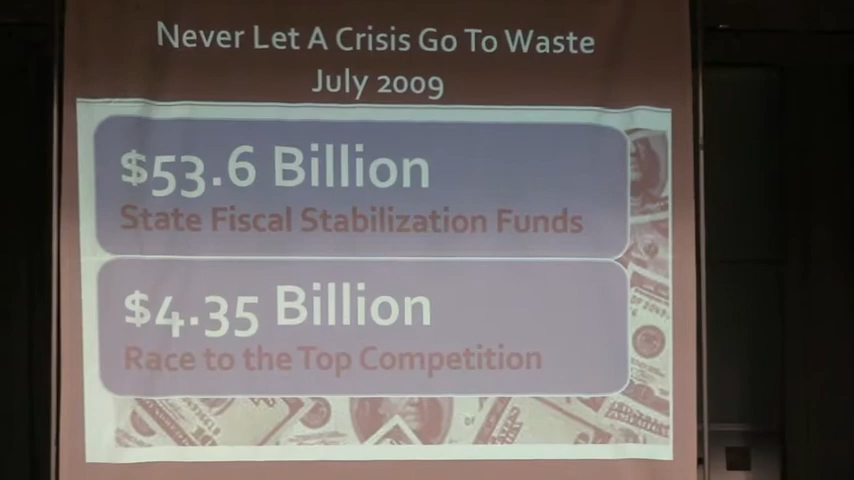 Never Let A Crisis Go To Waste
July 2009
$53.6 Billion
State Fiscal Stabilization Funds
$4.35 Billion
Race to the Top Competition